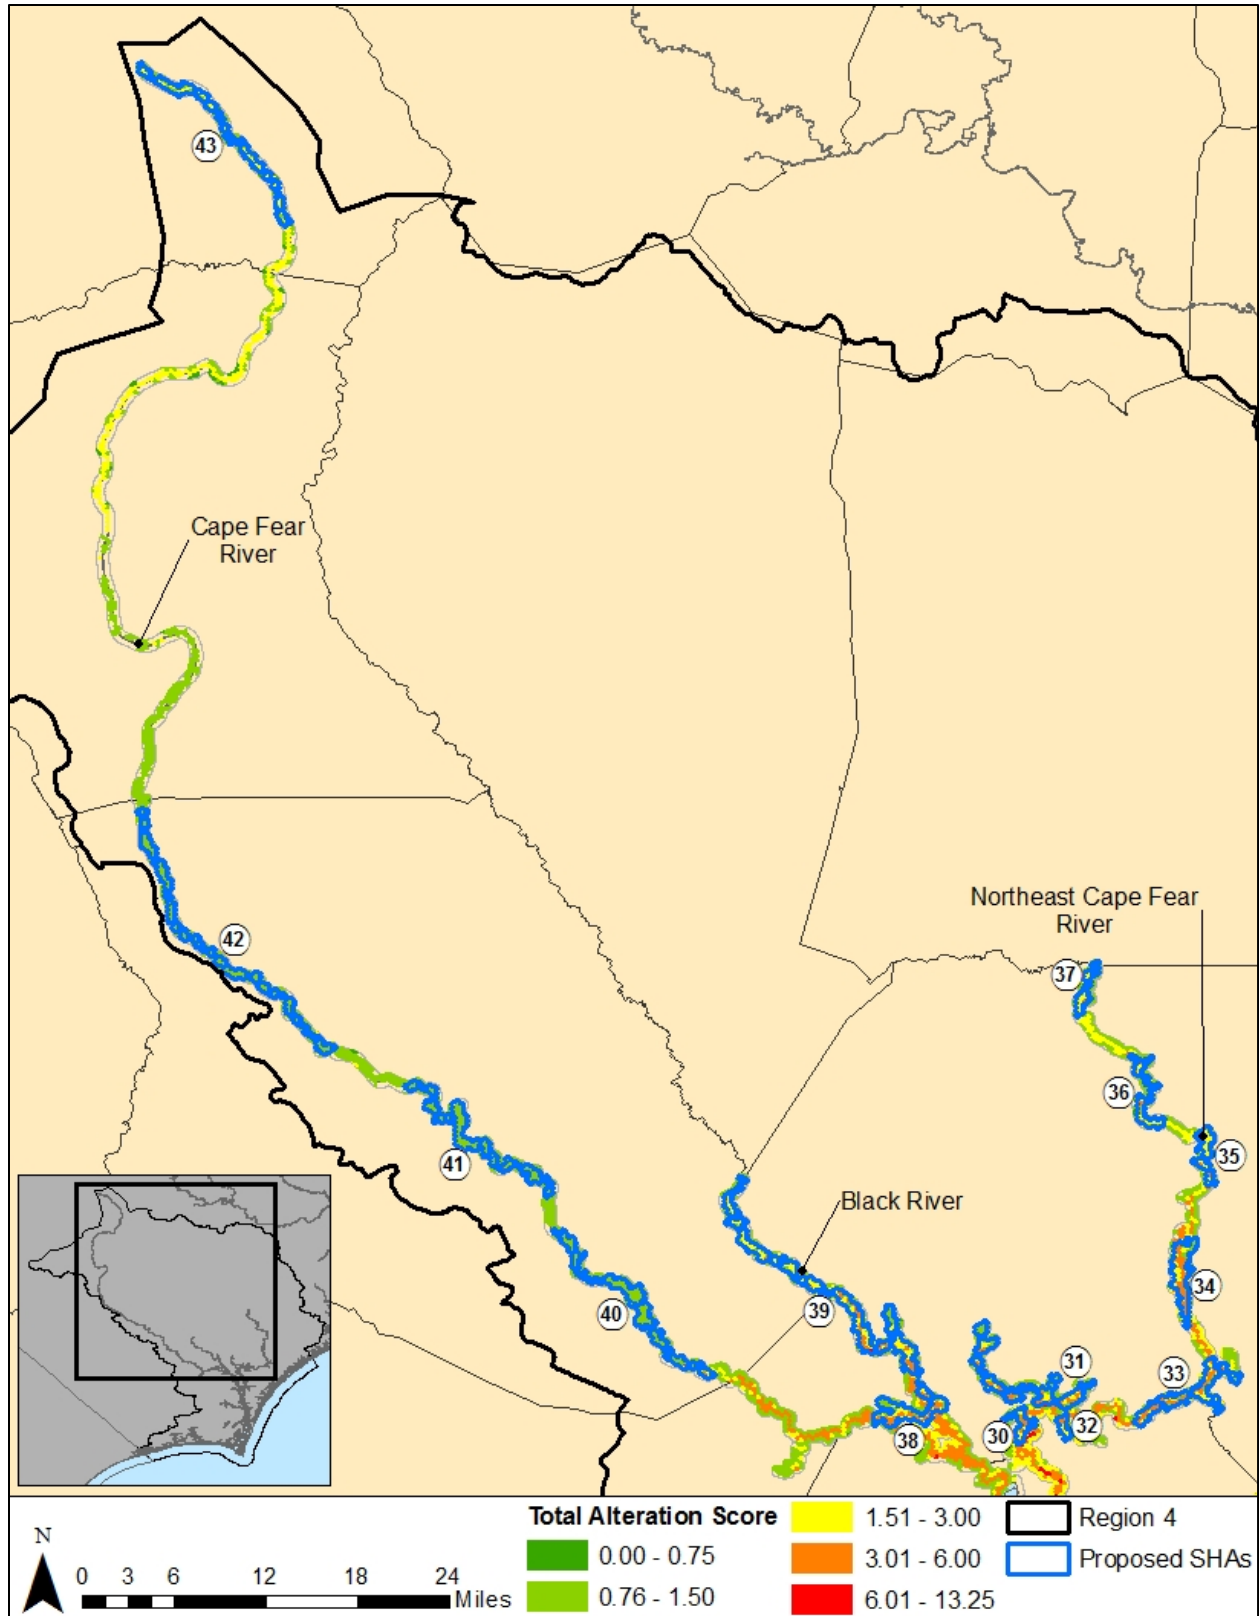 43
Cape Fear
River
42
Northeast Cape Fear
River
37
36
35
41
Black River
34
40
39
31
33
32
30
38
N
0 3 6 12 18 24
Miles
Total Alteration Score
0.00 - 0.75
0.76 - 1.50
1.51 - 3.00
3.01 - 6.00
6.01 - 13.25
Region 4
Proposed SHAs